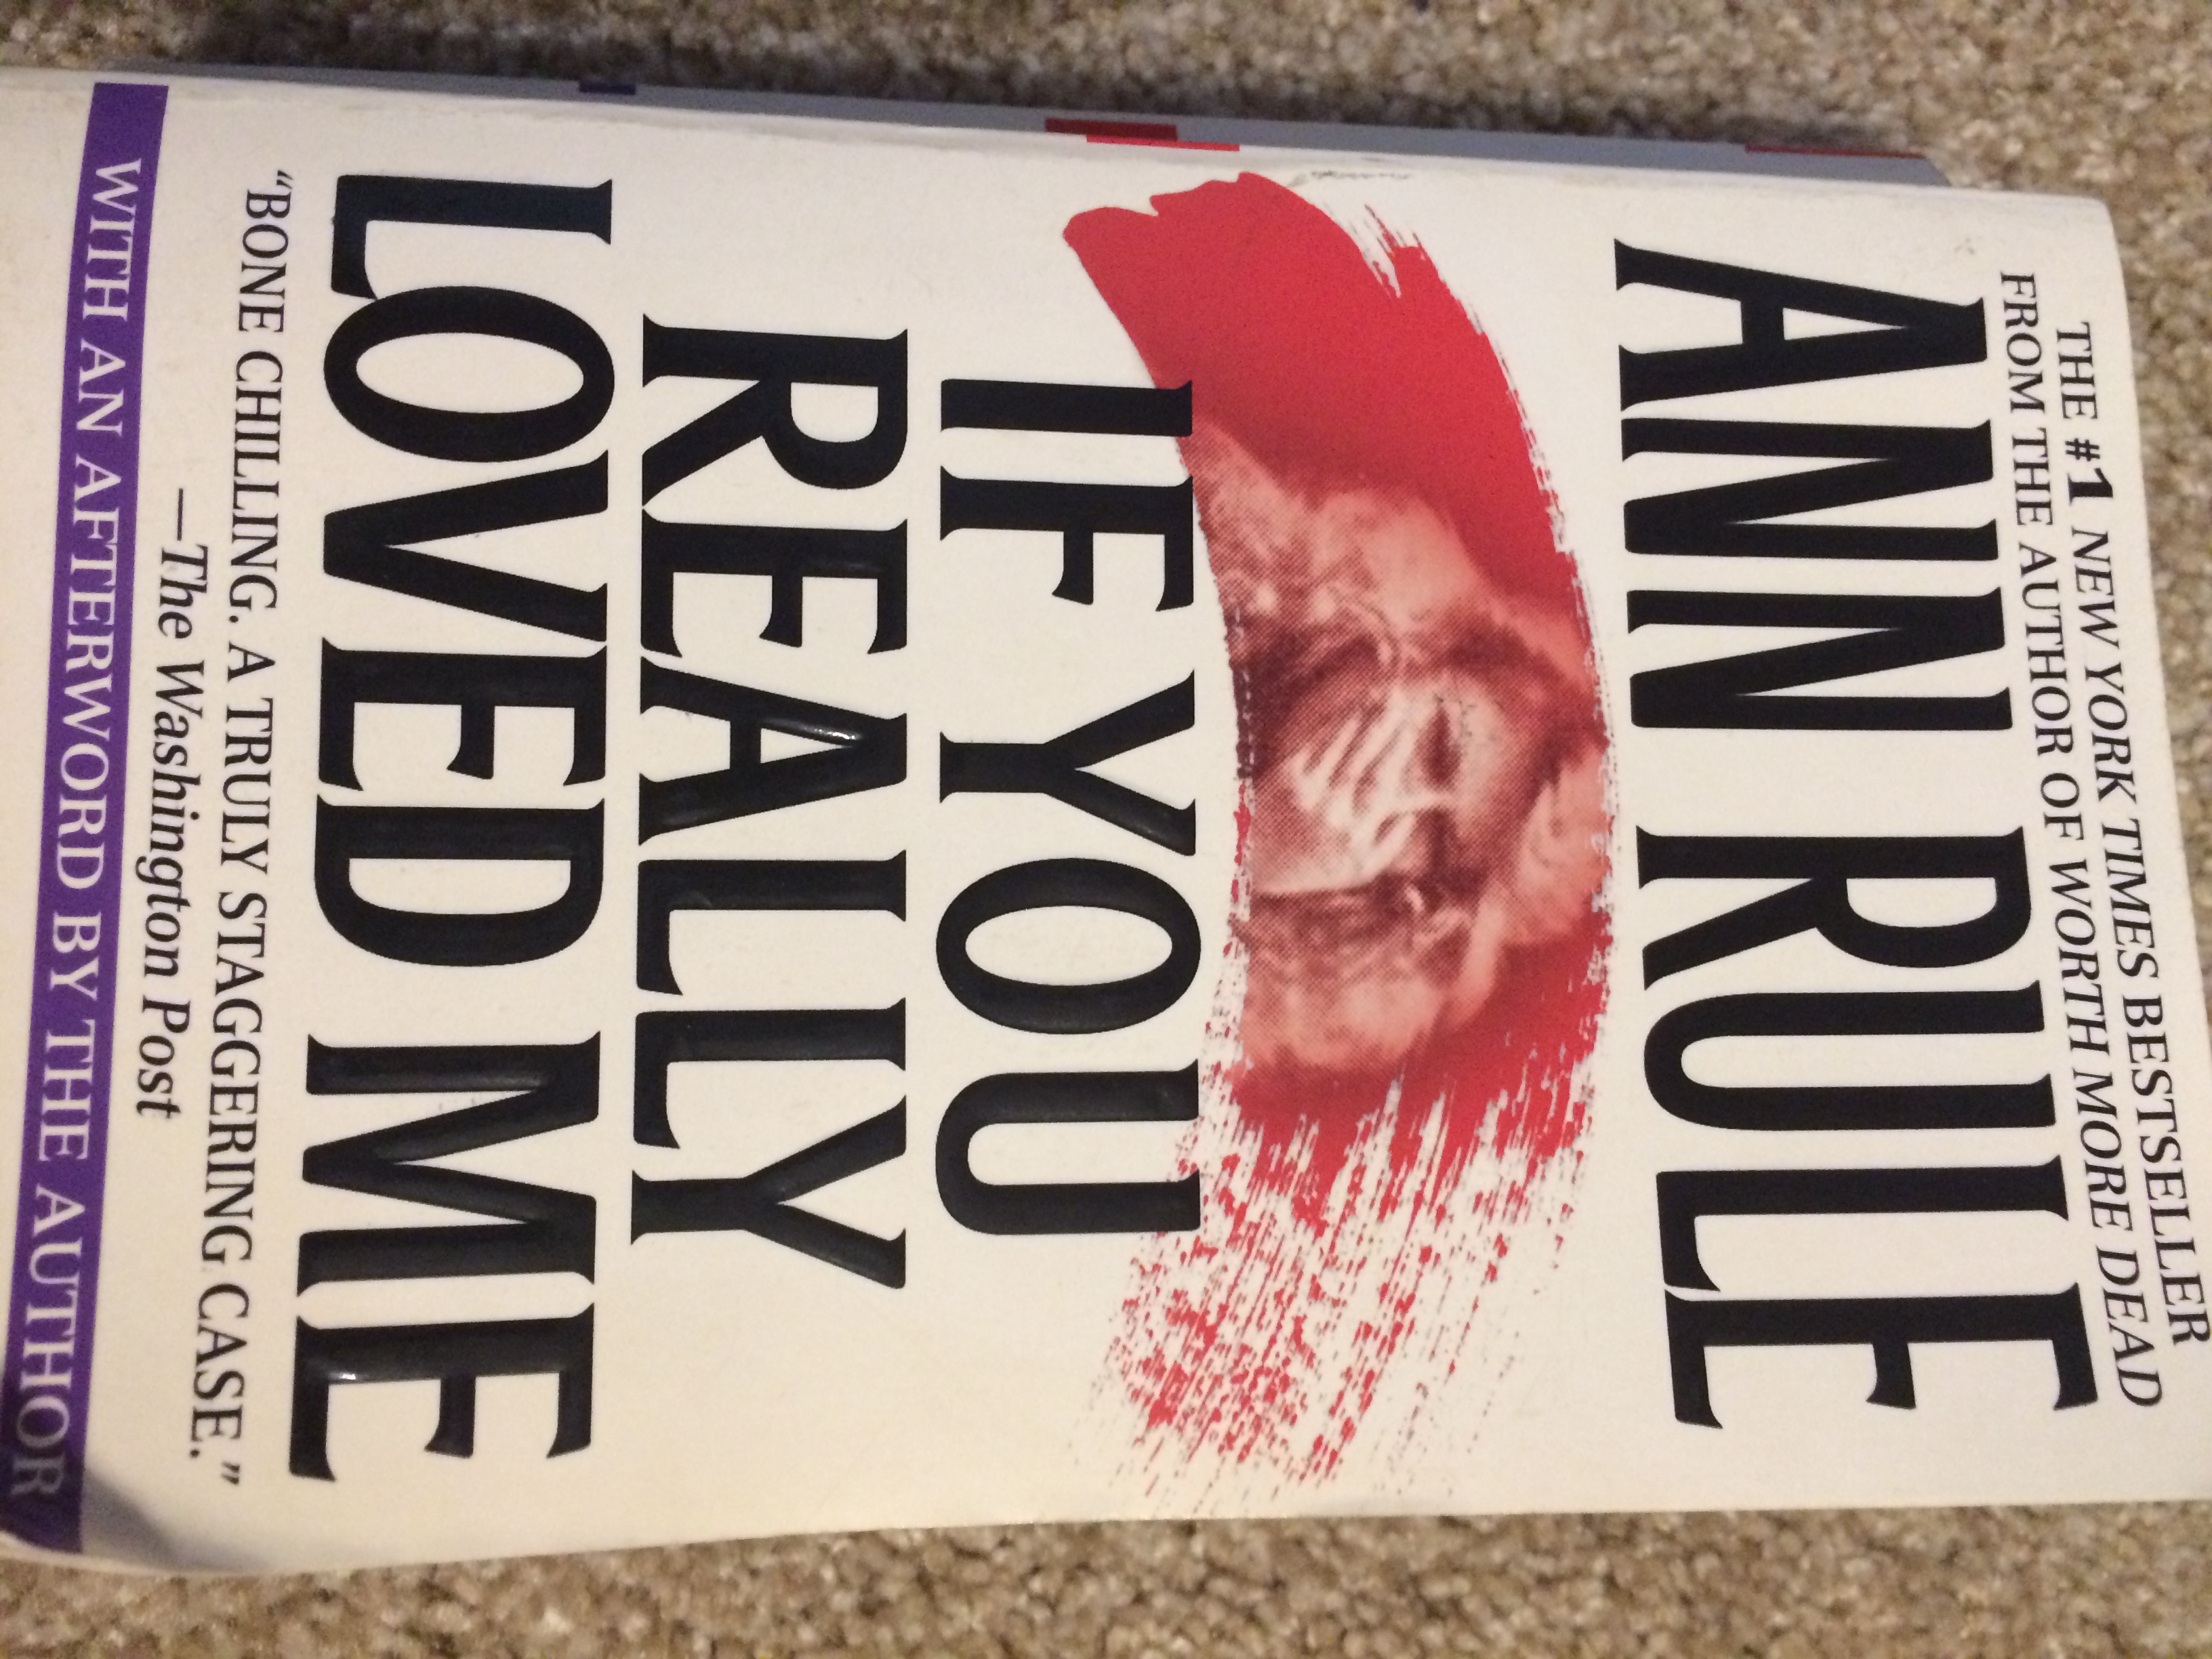 THE #1 NEW YORK TIMES BESTSELLER
FROM THE AUTHOR OF WORTH MORE DEAD
ANN RULE
IF YOU
REALLY
LOVED ME
“BONE CHILLING. A TRULY STAGGERING CASE.”
—The Washington Post
WITH AN AFTERWORD BY THE AUTHOR